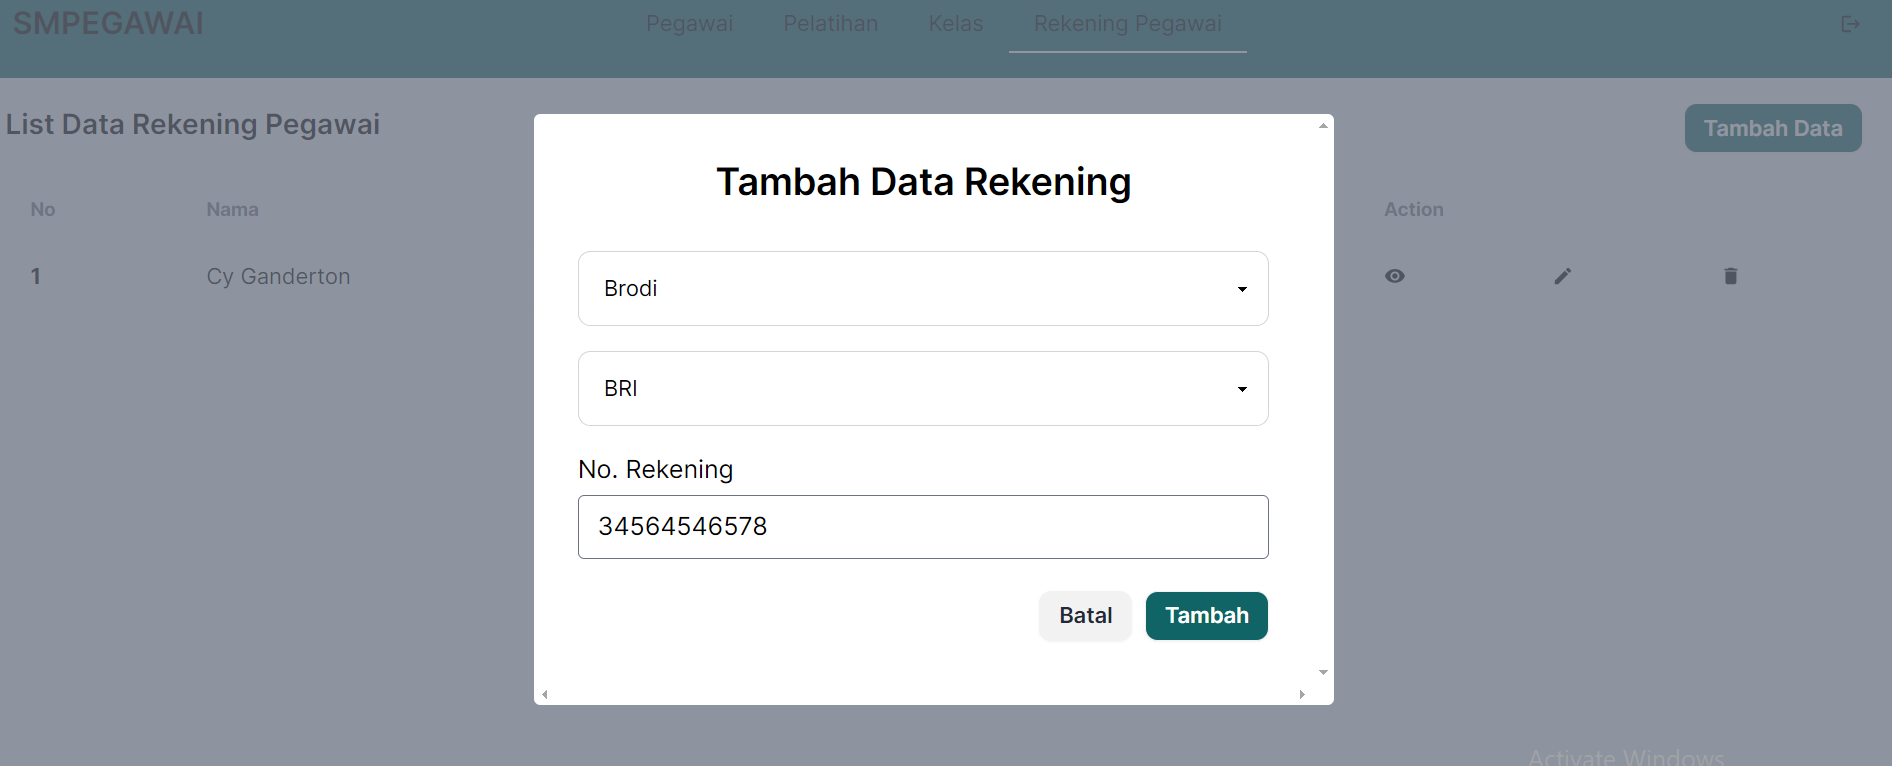 SMPEGAWAI
Pegawai Pelatihan Kelas Rekening Pegawai
List Data Rekening Pegawai
Tambah Data
No Nama Action
1 Cy Ganderton
Tambah Data Rekening
Brodi
BRI
No. Rekening
34564546578
Batal Tambah
Activate Windows